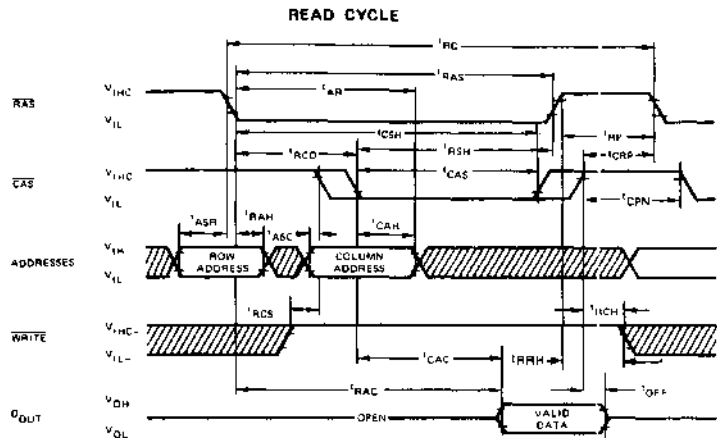 READ CYCLE
tRC
tRAS
tAR
RAS
VIHC
VIL
tCSH
tRP
tRCD
tRSH
tCRP
CAS
VIHC
VIL
tCAS
tCPN
tASR
tRAH
tASC
tCAH
ADDRESSES
VIH
VIL
ROW
ADDRESS
COLUMN
ADDRESS
tRCS
tRCH
WRITE
VIHC
VIL
tCAC
tRRH
tRAC
tOFF
DOUT
VOH
VOL
OPEN
VALID
DATA